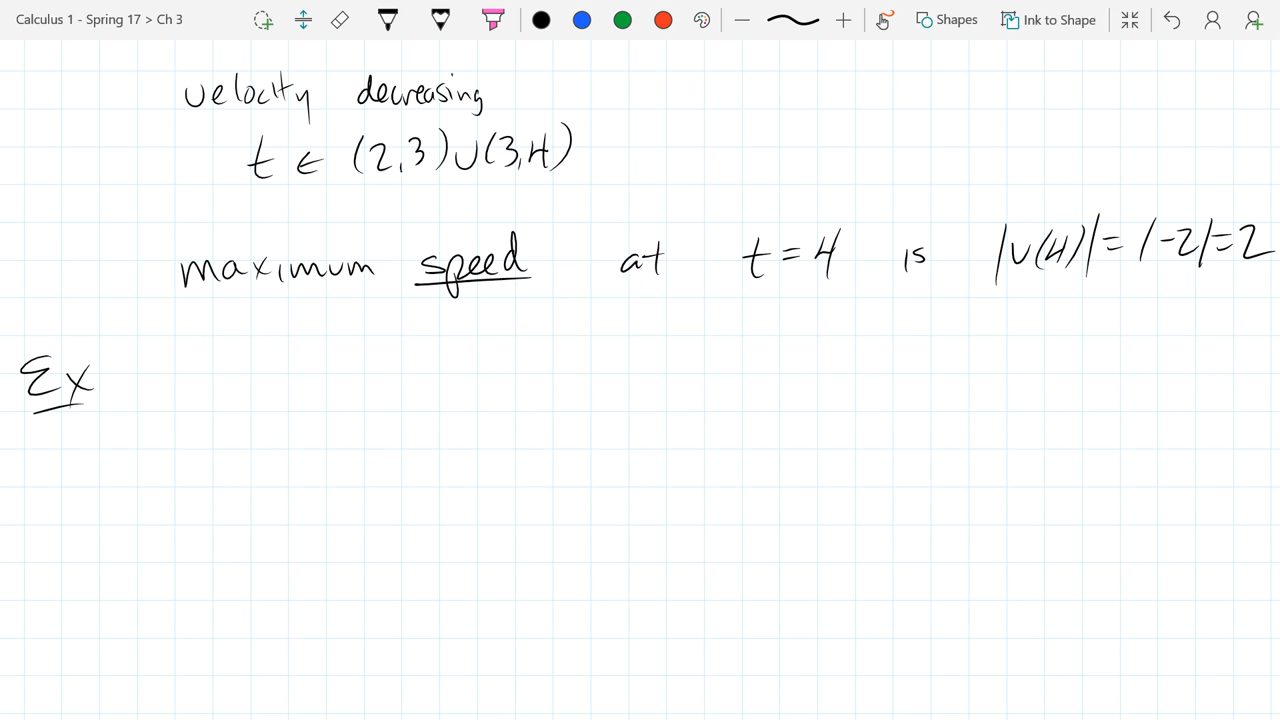 Calculus 1 - Spring 17 > Ch 3 Shapes Ink to Shape
velocity decreasing
t ∈ (2,3)∪(3,4)
maximum speed at t=4 is |v(4)|=|-2|=2
Ex